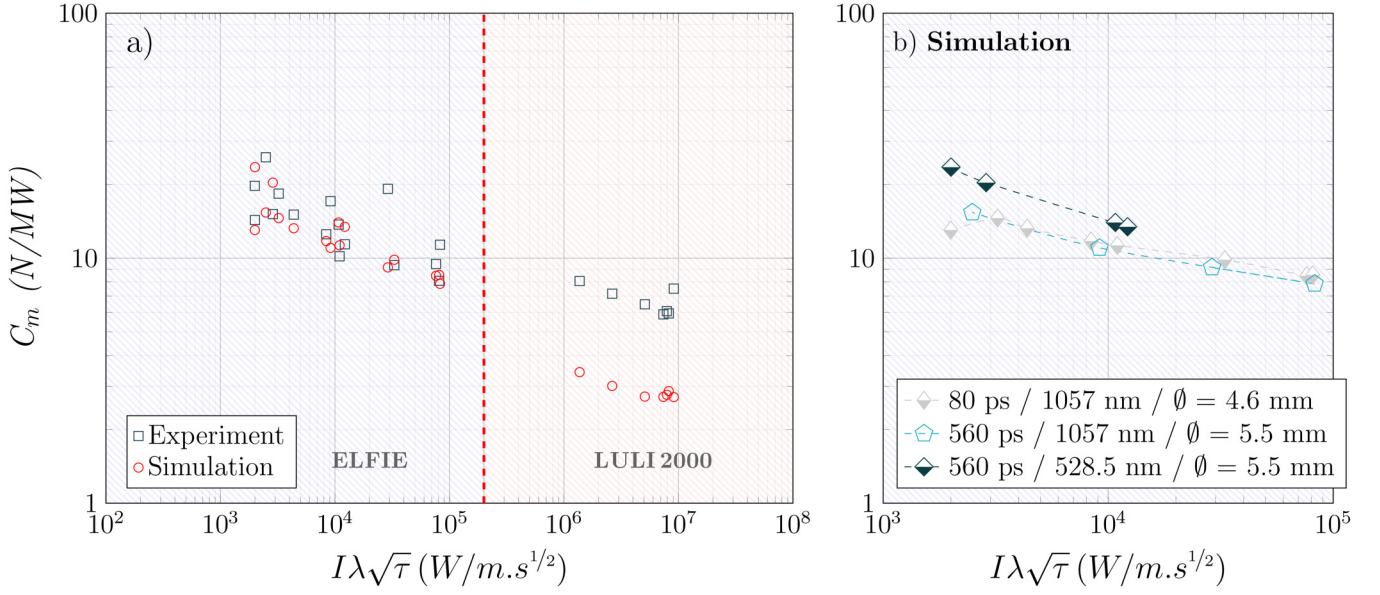 a)
b) Simulation
C_m (N/MW)
100
10
1
Experiment
Simulation
ELFIE
LULI 2000
10^2 10^3 10^4 10^5 10^6 10^7 10^8
Iλ√τ (W/m.s^{1/2})
100
10
1
80 ps / 1057 nm / ∅ = 4.6 mm
560 ps / 1057 nm / ∅ = 5.5 mm
560 ps / 528.5 nm / ∅ = 5.5 mm
10^3 10^4 10^5
Iλ√τ (W/m.s^{1/2})